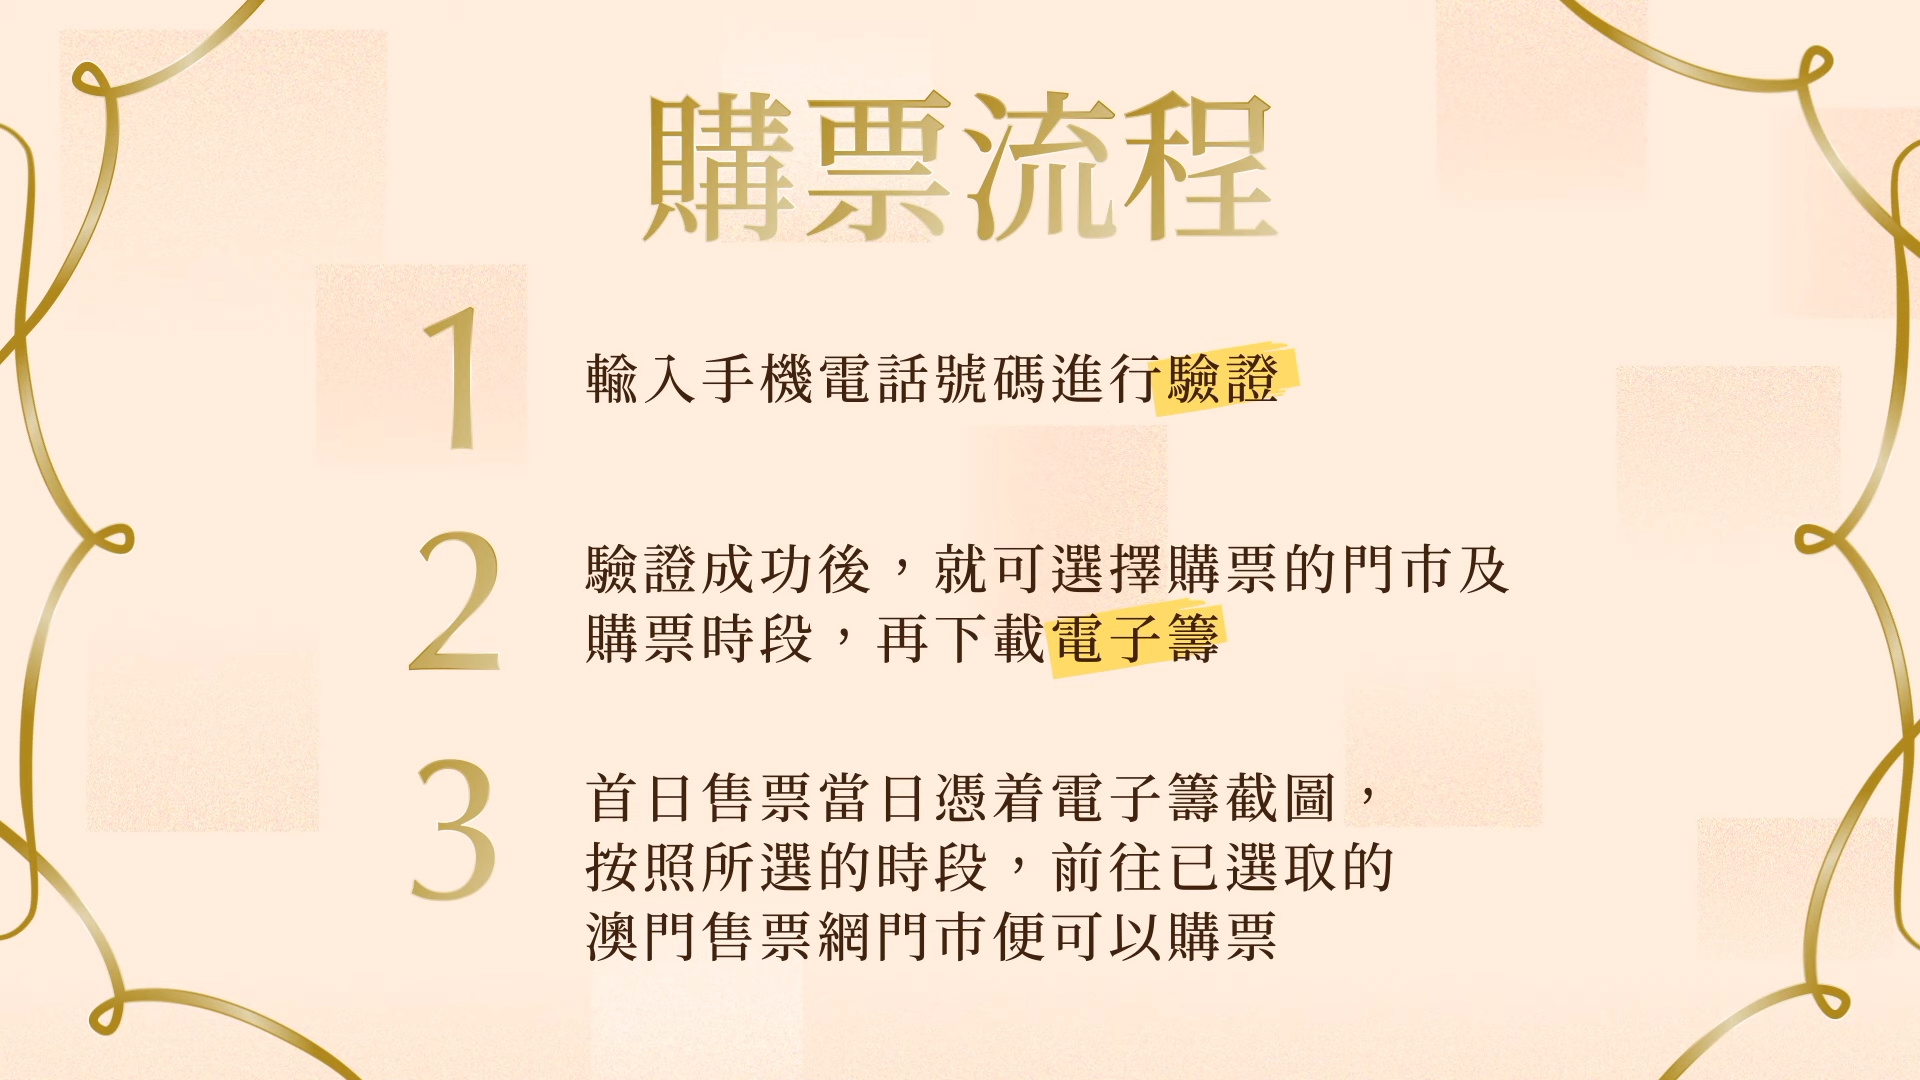 購票流程
1
輸入手機電話號碼進行驗證
2
驗證成功後，就可選擇購票的門市及
購票時段，再下載電子籌
3
首日售票當日憑着電子籌截圖，
按照所選的時段，前往已選取的
澳門售票網門市便可以購票